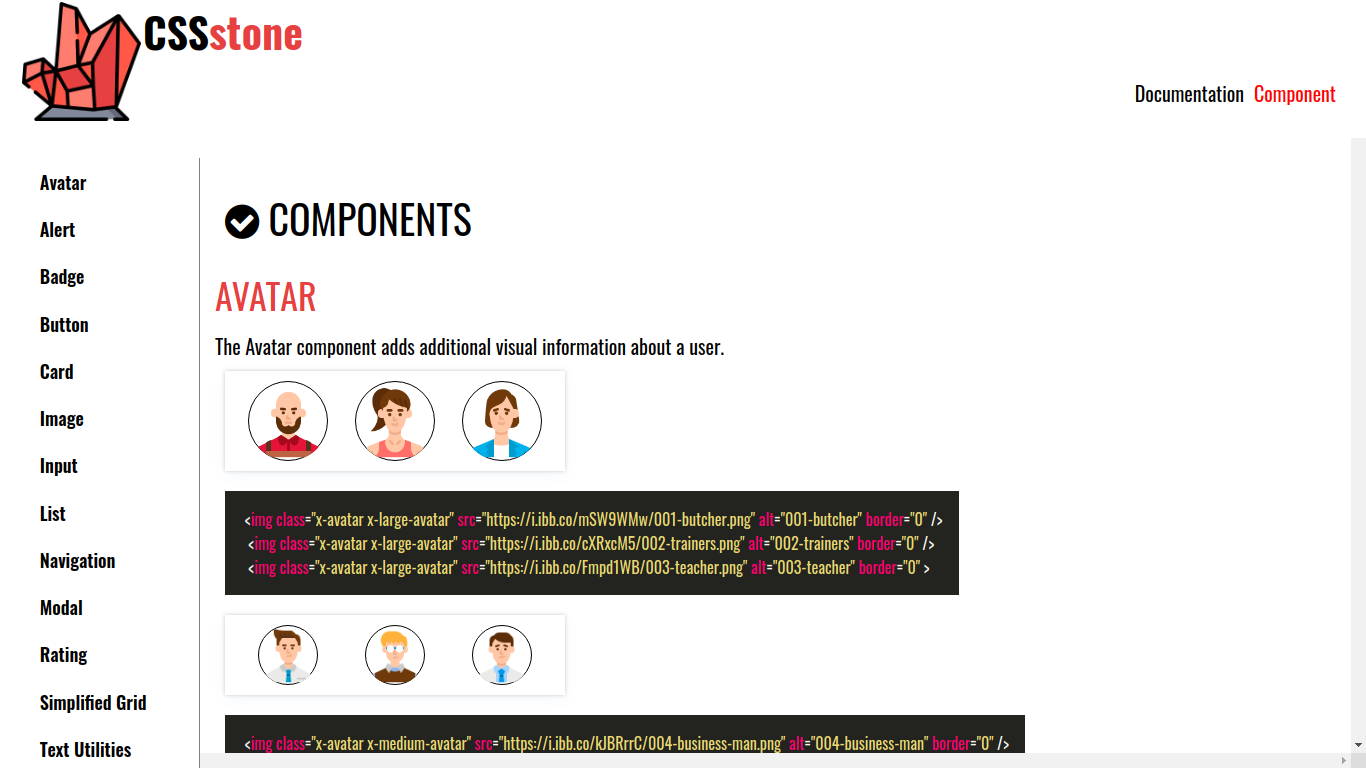 CSSstone
Documentation Component
Avatar
Alert
Badge
Button
Card
Image
Input
List
Navigation
Modal
Rating
Simplified Grid
Text Utilities
COMPONENTS
AVATAR
The Avatar component adds additional visual information about a user.
<img class="x-avatar x-large-avatar" src="https://i.ibb.co/mSW9WMw/001-butcher.png" alt="001-butcher" border="0" />
<img class="x-avatar x-large-avatar" src="https://i.ibb.co/cXRxcM5/002-trainers.png" alt="002-trainers" border="0" />
<img class="x-avatar x-large-avatar" src="https://i.ibb.co/Fmpd1WB/003-teacher.png" alt="003-teacher" border="0" >
<img class="x-avatar x-medium-avatar" src="https://i.ibb.co/kJBRrrC/004-business-man.png" alt="004-business-man" border="0" />